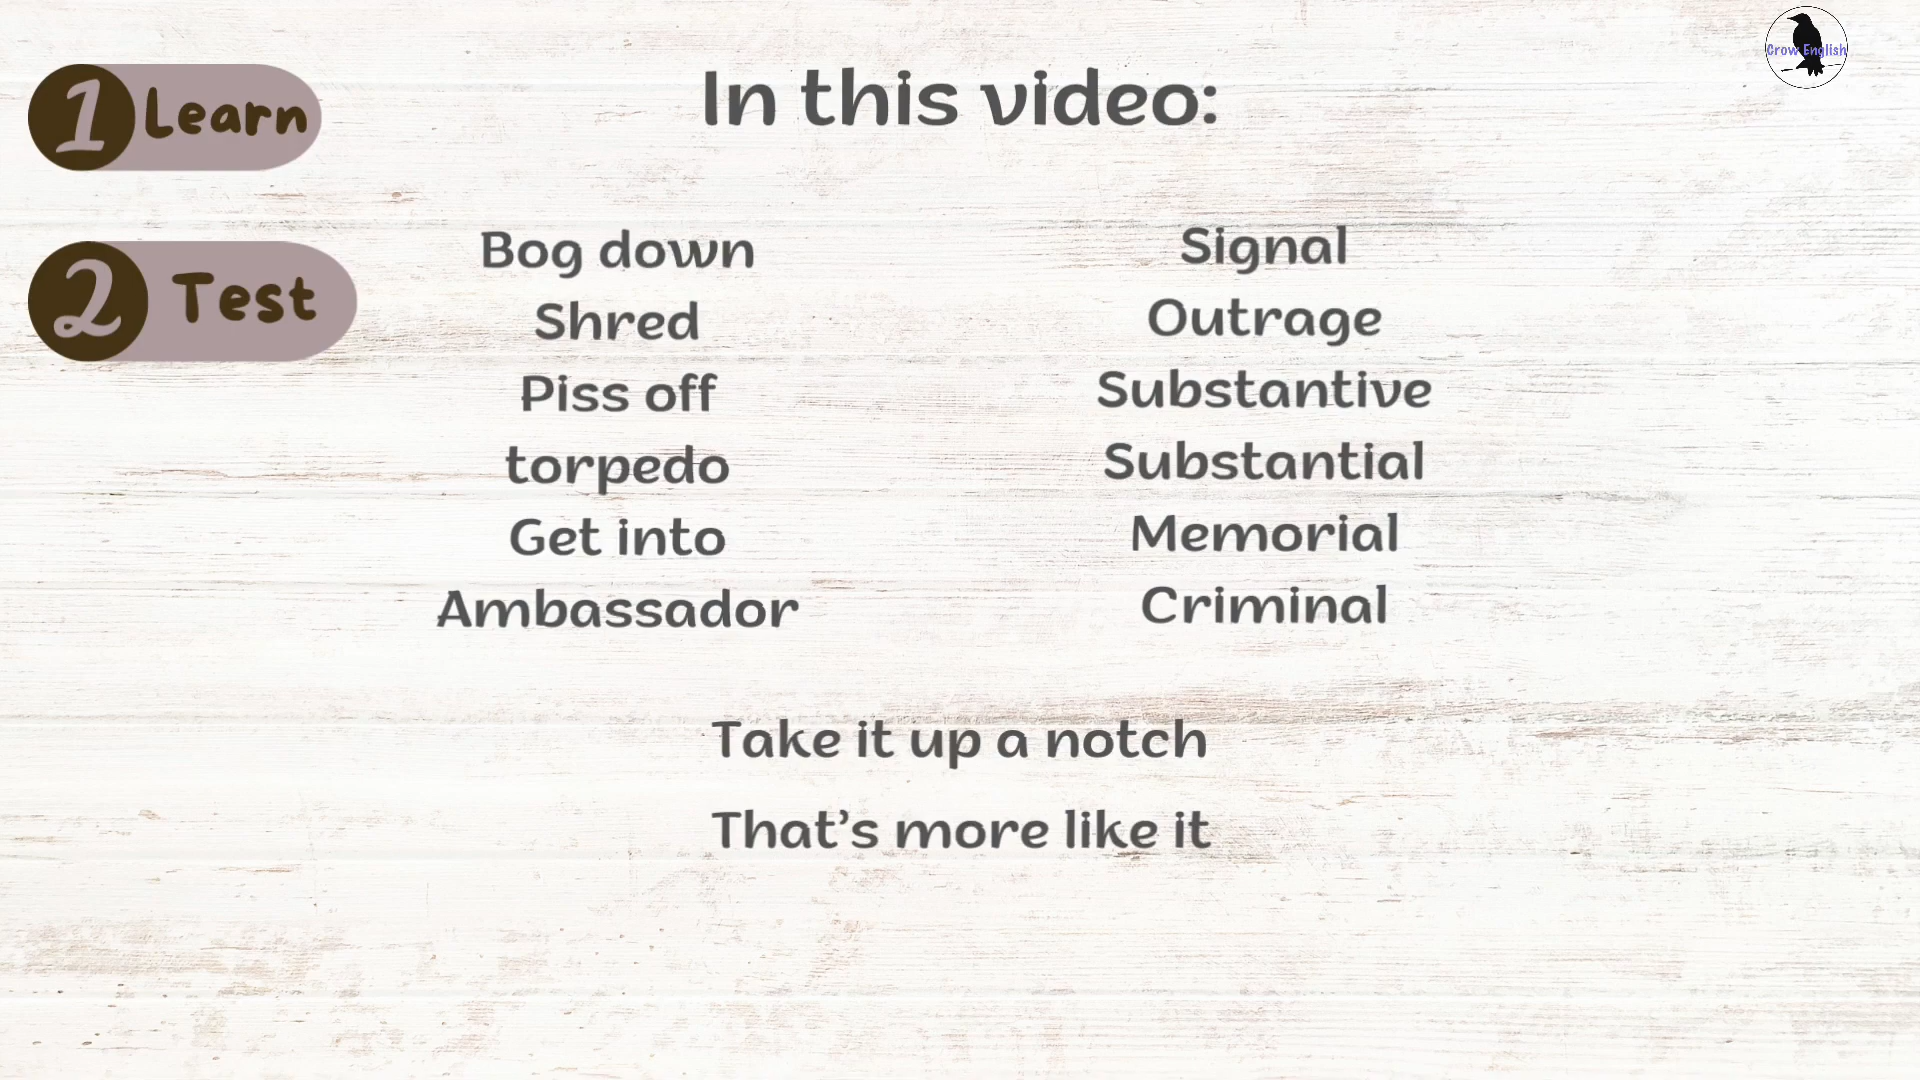 Crow English
In this video:
1 Learn
2 Test
Bog down
Shred
Piss off
torpedo
Get into
Ambassador
Signal
Outrage
Substantive
Substantial
Memorial
Criminal
Take it up a notch
That’s more like it